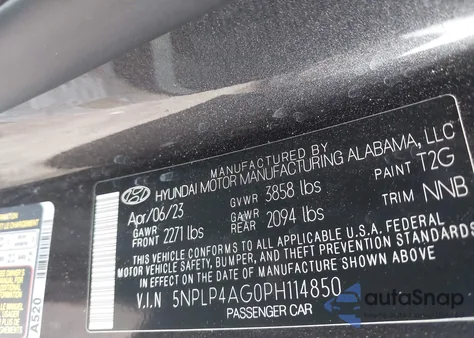 MANUFACTURED BY
HYUNDAI MOTOR MANUFACTURING ALABAMA, LLC
Apr/06/23 GVWR 3858 lbs PAINT T2G
GAWR FRONT 2271 lbs GAWR REAR 2094 lbs TRIM NNB
THIS VEHICLE CONFORMS TO ALL APPLICABLE U.S.A. FEDERAL
MOTOR VEHICLE SAFETY, BUMPER, AND THEFT PREVENTION STANDARDS
IN EFFECT ON THE DATE OF MANUFACTURE SHOWN ABOVE
V.I.N 5NPLP4AG0PH114850
PASSENGER CAR
A520
autoSnap